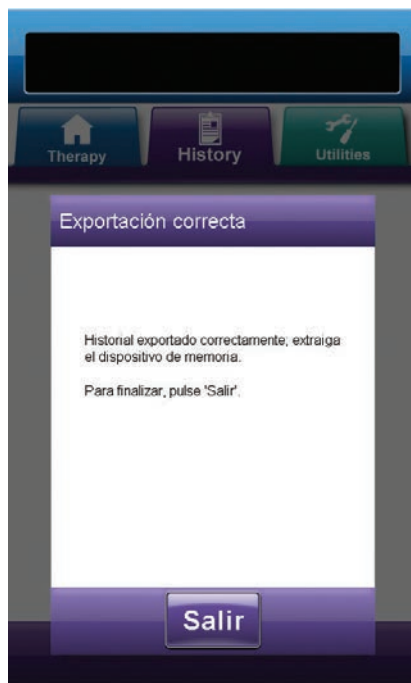 Therapy
History
Utilities
Exportación correcta
Historial exportado correctamente; extraiga
el dispositivo de memoria.
Para finalizar, pulse 'Salir'.
Salir